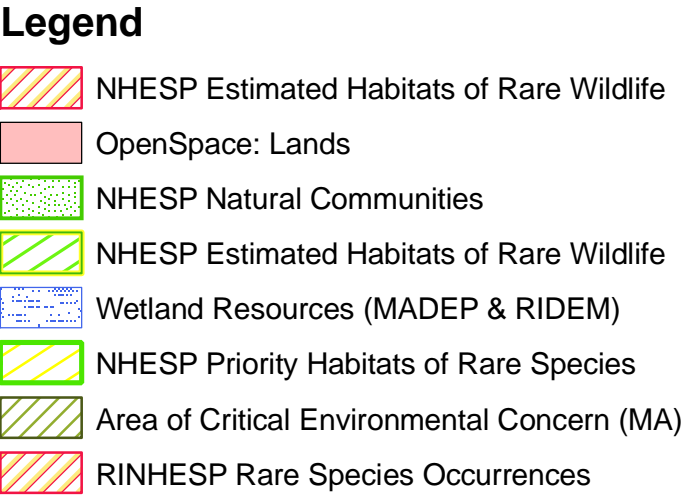 Legend
NHESP Estimated Habitats of Rare Wildlife
OpenSpace: Lands
NHESP Natural Communities
NHESP Estimated Habitats of Rare Wildlife
Wetland Resources (MADEP & RIDEM)
NHESP Priority Habitats of Rare Species
Area of Critical Environmental Concern (MA)
RINHESP Rare Species Occurrences